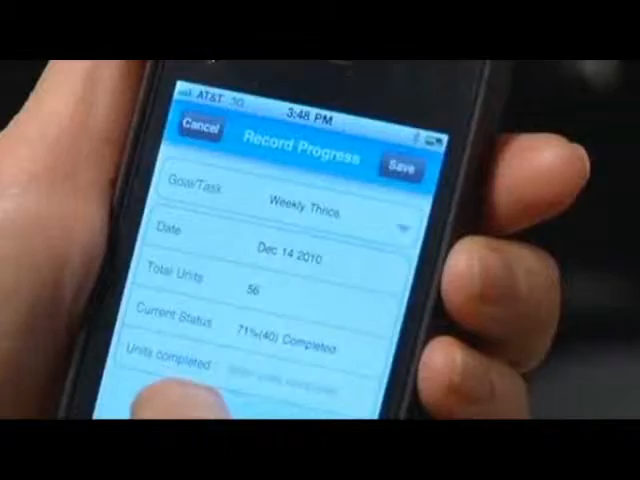 AT&T 3G 3:48 PM
Cancel Record Progress Save
Goal/Task Weekly Thrice
Date Dec 14 2010
Total Units 56
Current Status 71%(40) Completed
Units completed